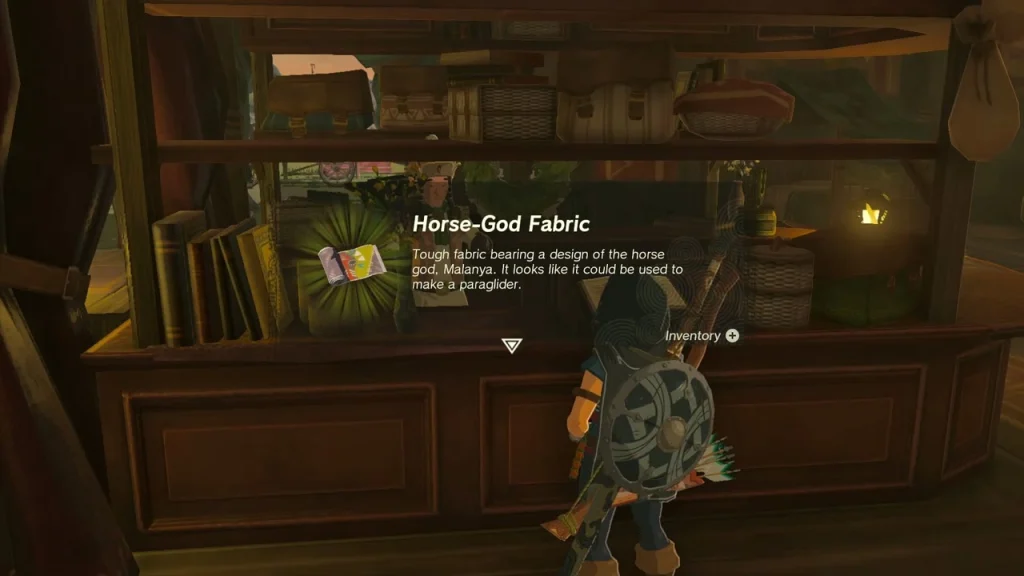 Horse-God Fabric
Tough fabric bearing a design of the horse
god, Malanya. It looks like it could be used to
make a paraglider.
Inventory